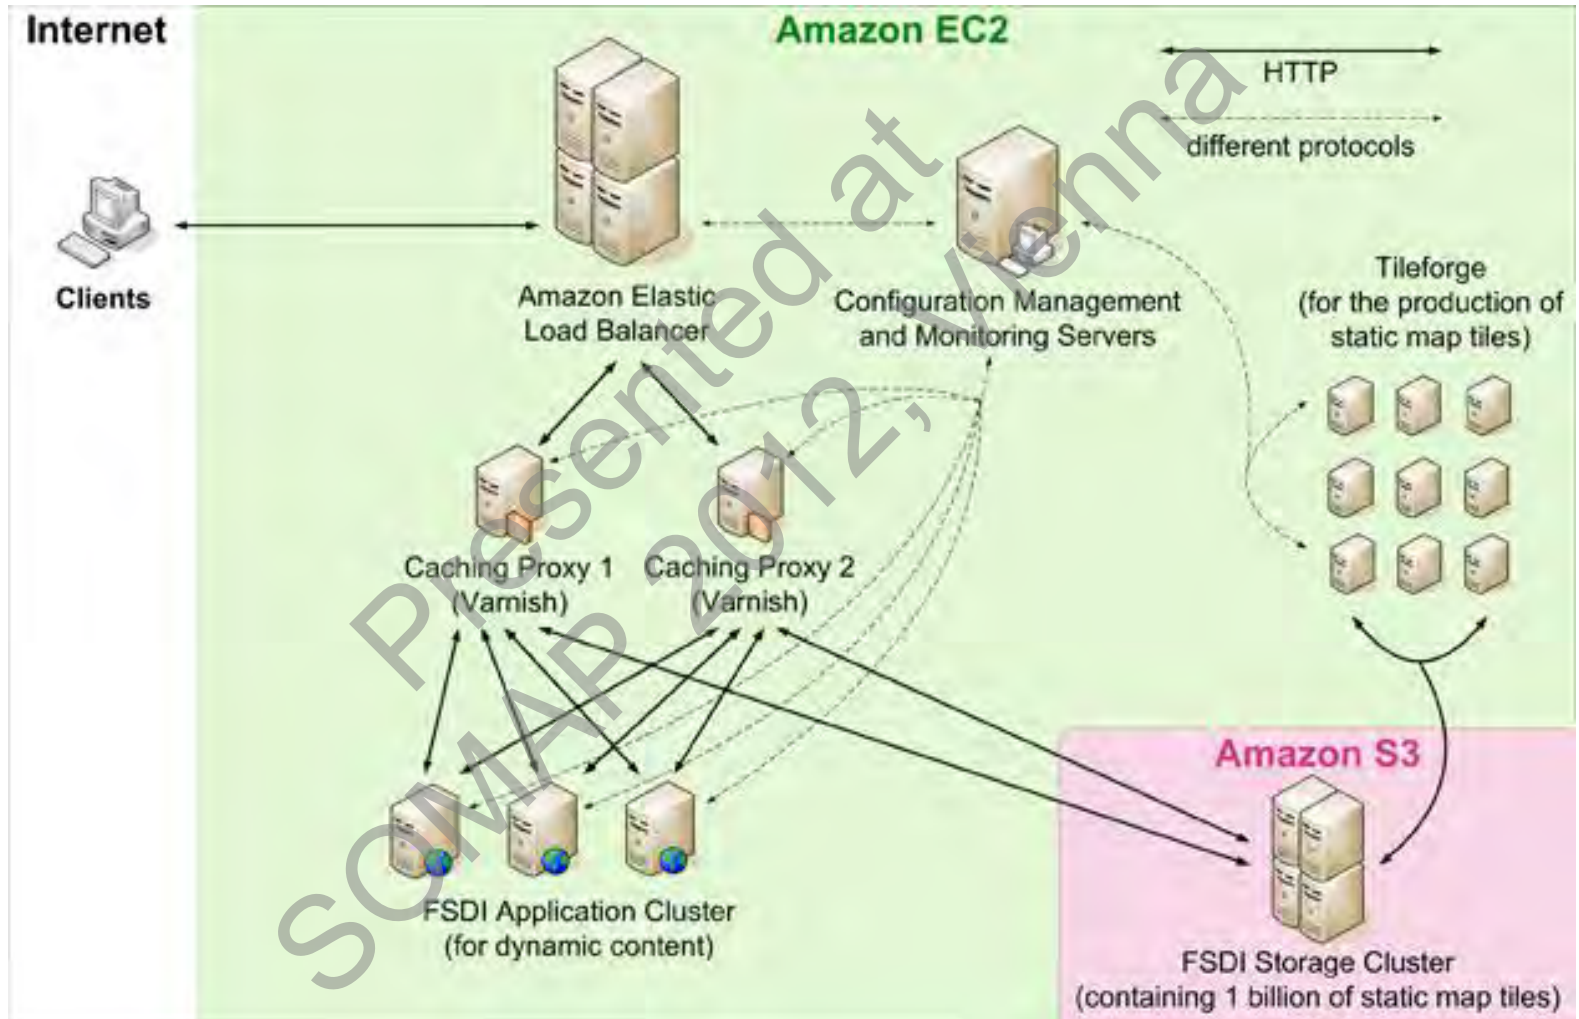 Internet
Amazon EC2
HTTP
different protocols
Clients
Amazon Elastic
Load Balancer
Configuration Management
and Monitoring Servers
Tileforge
(for the production of
static map tiles)
Caching Proxy 1
(Varnish)
Caching Proxy 2
(Varnish)
FSDI Application Cluster
(for dynamic content)
Amazon S3
FSDI Storage Cluster
(containing 1 billion of static map tiles)
Presented at
SOMAP 2012, Vienna